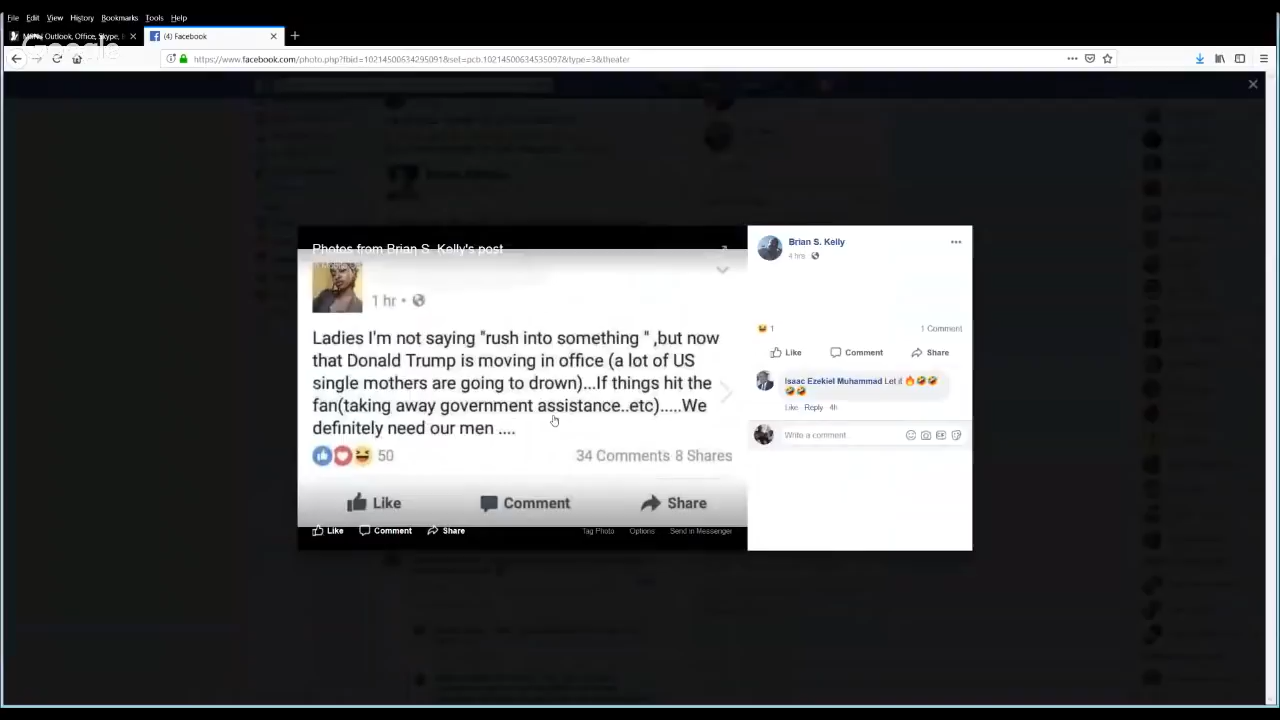 File Edit View History Bookmarks Tools Help
Outlook, Office, Skype,
(4) Facebook
Google
https://www.facebook.com/photo.php?fbid=10214500634295091&set=pcb.10214500634535097&type=3&theater
Photos from Brian S. Kelly's post
1 hr •
Ladies I'm not saying "rush into something " ,but now
that Donald Trump is moving in office (a lot of US
single mothers are going to drown)...If things hit the
fan(taking away government assistance..etc).....We
definitely need our men ....
50 34 Comments 8 Shares
Like Comment Share
Like Comment Share Tag Photo Options Send in Messenger
Brian S. Kelly
4 hrs
1 1 Comment
Like Comment Share
Isaac Ezekiel Muhammad Let it 🔥🤣🤣
🤣🤣
Like Reply 4h
Write a comment